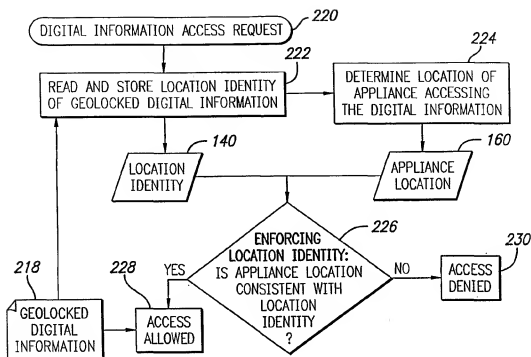 DIGITAL INFORMATION ACCESS REQUEST
220
222
READ AND STORE LOCATION IDENTITY
OF GEOLOCKED DIGITAL INFORMATION
224
DETERMINE LOCATION OF
APPLIANCE ACCESSING
THE DIGITAL INFORMATION
140
LOCATION
IDENTITY
160
APPLIANCE
LOCATION
226
ENFORCING
LOCATION IDENTITY:
IS APPLIANCE LOCATION
CONSISTENT WITH
LOCATION
IDENTITY
?
YES
NO
230
ACCESS
DENIED
218
GEOLOCKED
DIGITAL
INFORMATION
228
ACCESS
ALLOWED